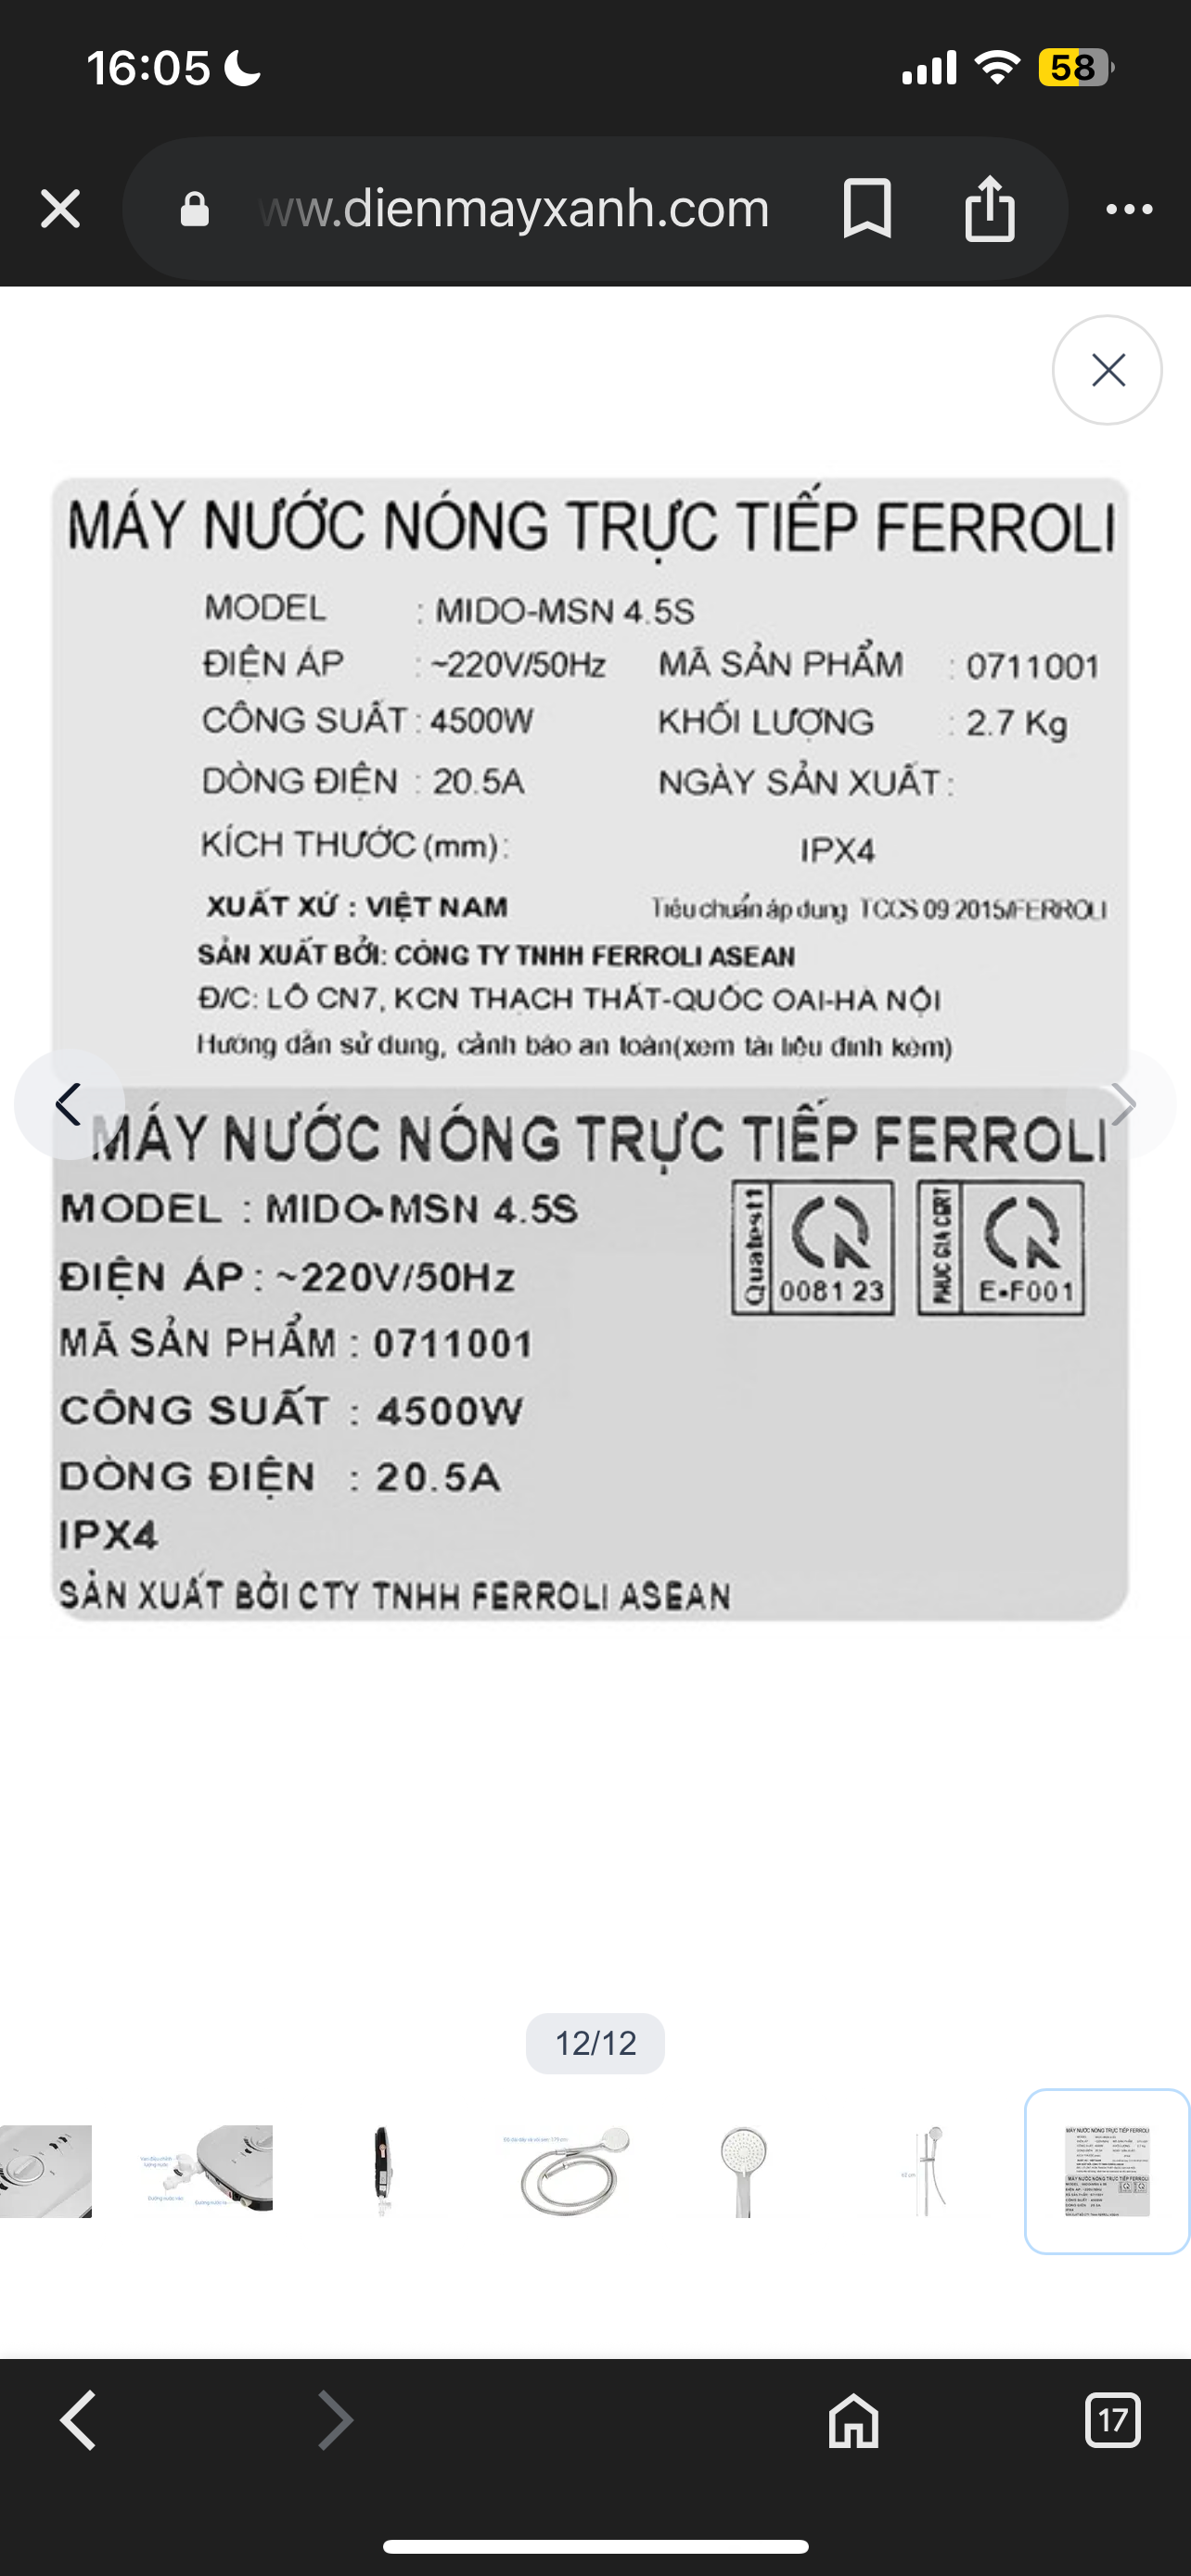 16:05
58
ww.dienmayxanh.com
MÁY NƯỚC NÓNG TRỰC TIẾP FERROLI
MODEL : MIDO-MSN 4.5S
ĐIỆN ÁP : ~220V/50Hz MÃ SẢN PHẨM : 0711001
CÔNG SUẤT : 4500W KHỐI LƯỢNG : 2.7 Kg
DÒNG ĐIỆN : 20.5A NGÀY SẢN XUẤT :
KÍCH THƯỚC (mm) : IPX4
XUẤT XỨ : VIỆT NAM Tiêu chuẩn áp dụng TCCS 09:2015/FERROLI
SẢN XUẤT BỞI: CÔNG TY TNHH FERROLI ASEAN
Đ/C: LÔ CN7, KCN THẠCH THẤT-QUỐC OAI-HÀ NỘI
Hướng dẫn sử dụng, cảnh báo an toàn(xem tài liệu đính kèm)
MÁY NƯỚC NÓNG TRỰC TIẾP FERROLI
MODEL : MIDO-MSN 4.5S
ĐIỆN ÁP : ~220V/50Hz
MÃ SẢN PHẨM : 0711001
CÔNG SUẤT : 4500W
DÒNG ĐIỆN : 20.5A
IPX4
SẢN XUẤT BỞI CTY TNHH FERROLI ASEAN
Quatest1
CR
0081 23
PHUC GIA CERT
CR
E-F001
12/12
17